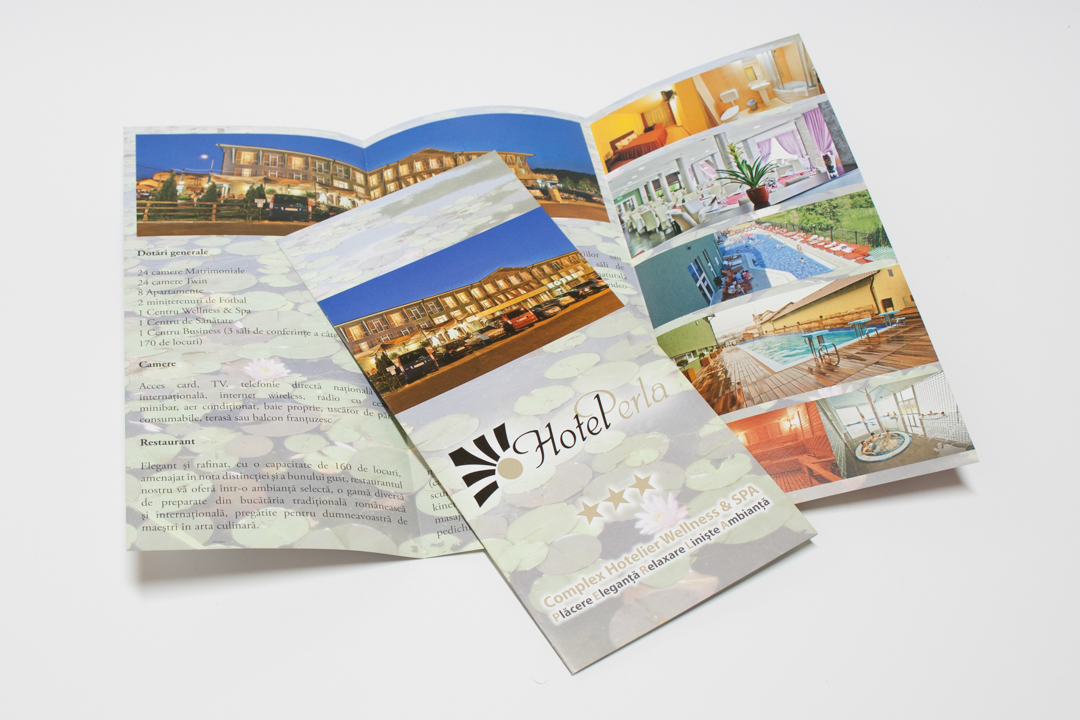 Dotări generale
24 camere Matrimoniale
24 camere Twin
8 Apartamente
2 miniterenuri de Fotbal
1 Centru Wellness & Spa
1 Centru de Sănătate
1 Centru Business (3 săli de conferințe a câte
170 de locuri)
Camere
Acces card, TV, telefonie directă națională
internațională, internet wireless, radio cu
minibar, aer condiționat, baie proprie, uscător de
consumabile, terasă sau balcon franțuzesc
Restaurant
Elegant și rafinat, cu o capacitate de 160 de locuri,
amenajat în nota distincției și a bunului gust, restaurantul
nostru vă oferă într-o ambianță selectă, o gamă diversă
de preparate din bucătăria tradițională românească
și internațională, pregătite pentru dumneavoastră de
maeștri în arta culinară.
HOTEL
Hotel Perla
Complex Hotelier Wellness & SPA
Plăcere Eleganță Relaxare Liniște Ambianță